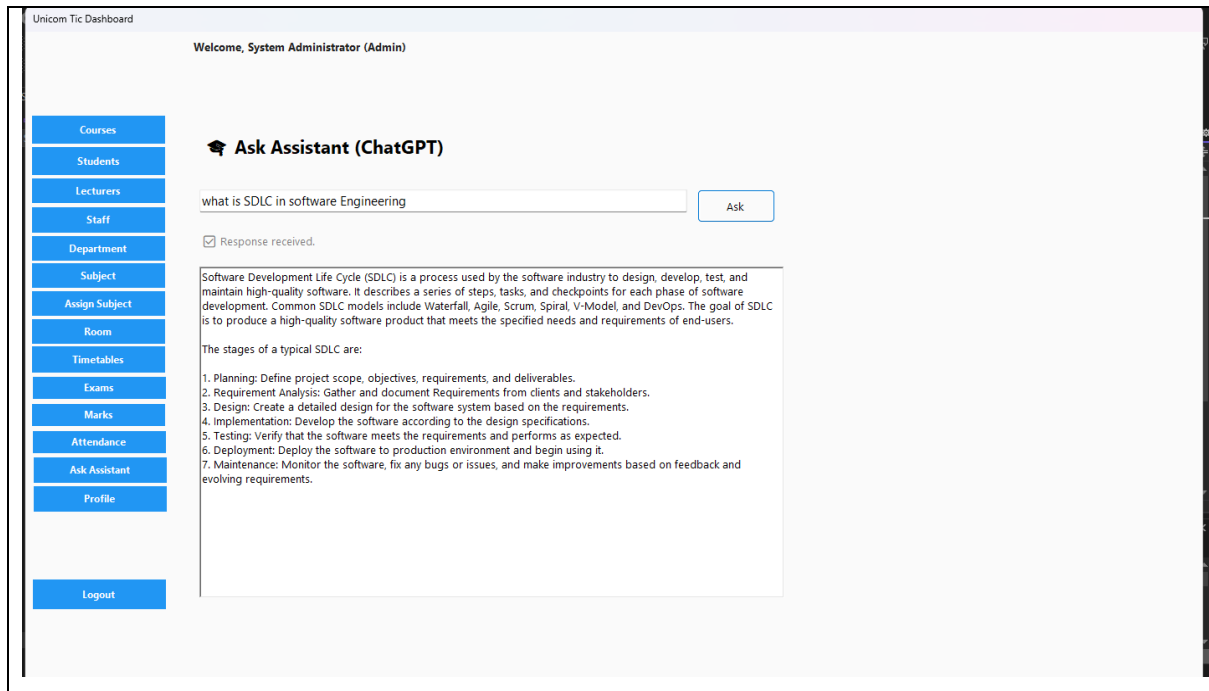 Unicom Tic Dashboard
Welcome, System Administrator (Admin)
Courses
Students
Lecturers
Staff
Department
Subject
Assign Subject
Room
Timetables
Exams
Marks
Attendance
Ask Assistant
Profile
Logout
Ask Assistant (ChatGPT)
what is SDLC in software Engineering
Ask
Response received.
Software Development Life Cycle (SDLC) is a process used by the software industry to design, develop, test, and
maintain high-quality software. It describes a series of steps, tasks, and checkpoints for each phase of software
development. Common SDLC models include Waterfall, Agile, Scrum, Spiral, V-Model, and DevOps. The goal of SDLC
is to produce a high-quality software product that meets the specified needs and requirements of end-users.
The stages of a typical SDLC are:
1. Planning: Define project scope, objectives, requirements, and deliverables.
2. Requirement Analysis: Gather and document Requirements from clients and stakeholders.
3. Design: Create a detailed design for the software system based on the requirements.
4. Implementation: Develop the software according to the design specifications.
5. Testing: Verify that the software meets the requirements and performs as expected.
6. Deployment: Deploy the software to production environment and begin using it.
7. Maintenance: Monitor the software, fix any bugs or issues, and make improvements based on feedback and
evolving requirements.